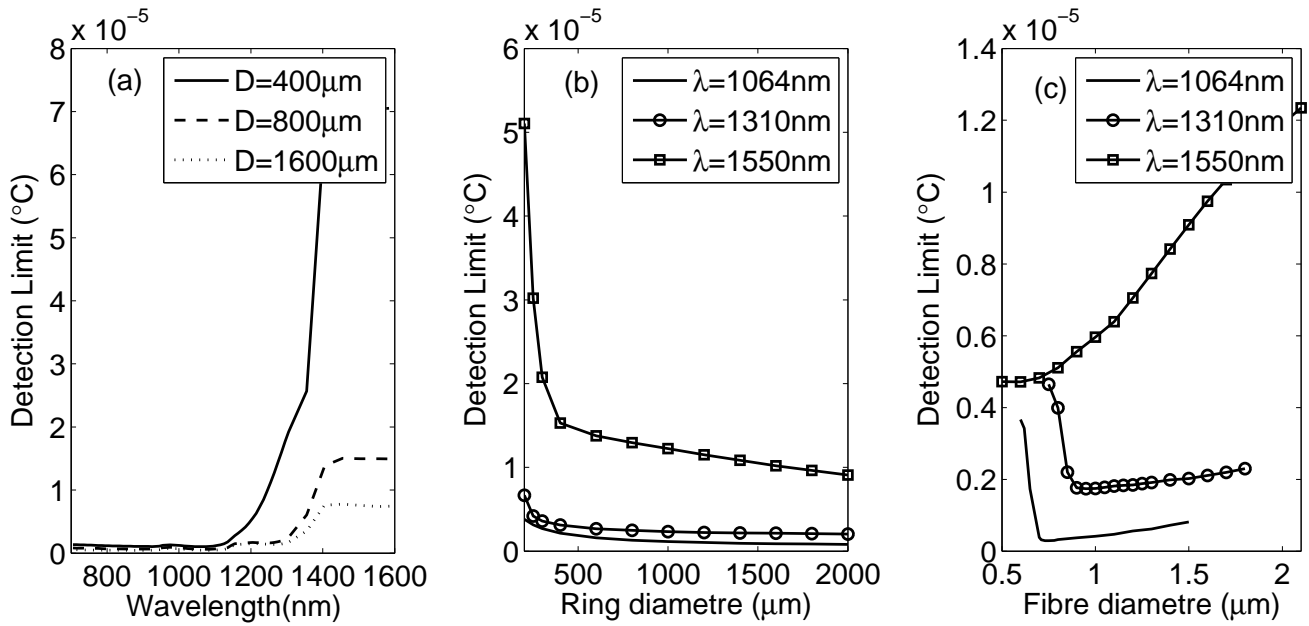 x 10⁻⁵
8
7
6
5
4
3
2
1
0
800
1000
1200
1400
1600
Wavelength(nm)
Detection Limit (°C)
(a)
D=400μm
D=800μm
D=1600μm
x 10⁻⁵
6
5
4
3
2
1
0
500
1000
1500
2000
Ring diametre (μm)
Detection Limit (°C)
(b)
λ=1064nm
λ=1310nm
λ=1550nm
x 10⁻⁵
1.4
1.2
1
0.8
0.6
0.4
0.2
0
0.5
1
1.5
2
Fibre diametre (μm)
Detection Limit (°C)
(c)
λ=1064nm
λ=1310nm
λ=1550nm